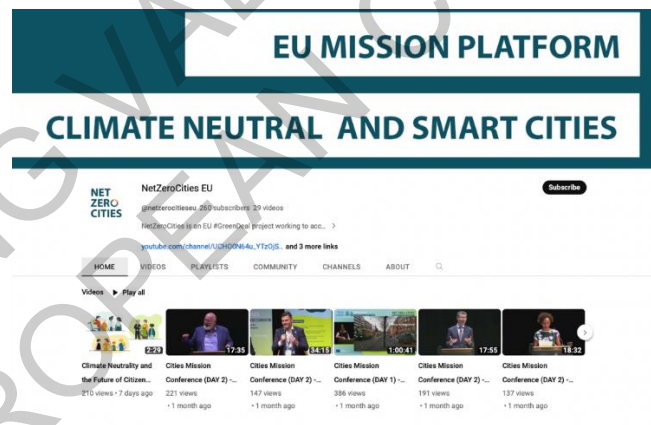 EU MISSION PLATFORM
CLIMATE NEUTRAL AND SMART CITIES
NET
ZERO
CITIES
NetZeroCities EU
Subscribe
@netzerocitieseu 260 subscribers 29 videos
NetZeroCities is an EU #GreenDeal project working to acc..
youtube.com/channel/ and 3 more links
HOME VIDEOS PLAYLISTS COMMUNITY CHANNELS ABOUT
Videos Play all
2:29 17:35 34:15 1:00:41 17:55 18:32
Climate Neutrality and Cities Mission Cities Mission Cities Mission Cities Mission Cities Mission
the Future of Citizen... Conference (DAY 2) -... Conference (DAY 2) -... Conference (DAY 1) -... Conference (DAY 2) -... Conference (DAY 2) -...
210 views • 7 days ago 221 views 147 views 386 views 191 views 137 views
• 1 month ago • 1 month ago • 1 month ago • 1 month ago • 1 month ago